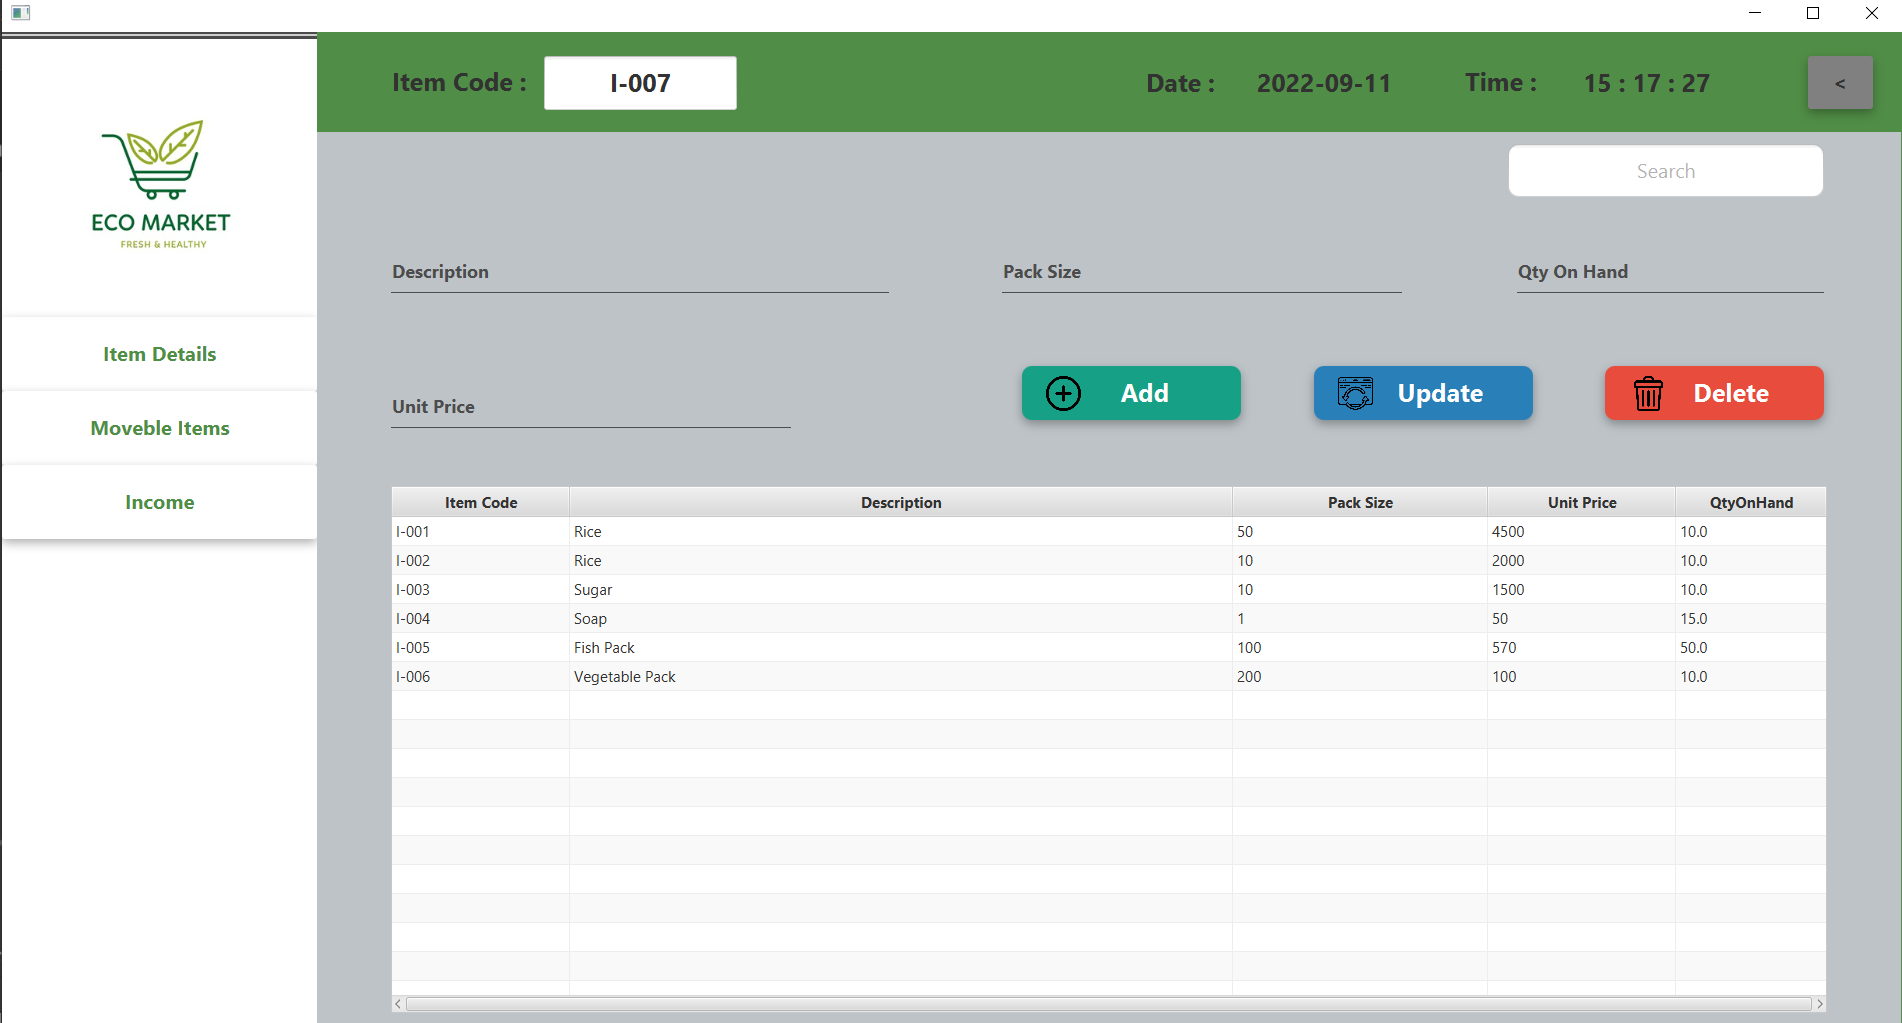 Item Code : I-007 Date : 2022-09-11 Time : 15 : 17 : 27 <
Search
ECO MARKET
FRESH & HEALTHY
Description Pack Size Qty On Hand
Item Details
Add Update Delete
Unit Price
Moveble Items
Income
Item Code Description Pack Size Unit Price QtyOnHand
I-001 Rice 50 4500 10.0
I-002 Rice 10 2000 10.0
I-003 Sugar 10 1500 10.0
I-004 Soap 1 50 15.0
I-005 Fish Pack 100 570 50.0
I-006 Vegetable Pack 200 100 10.0